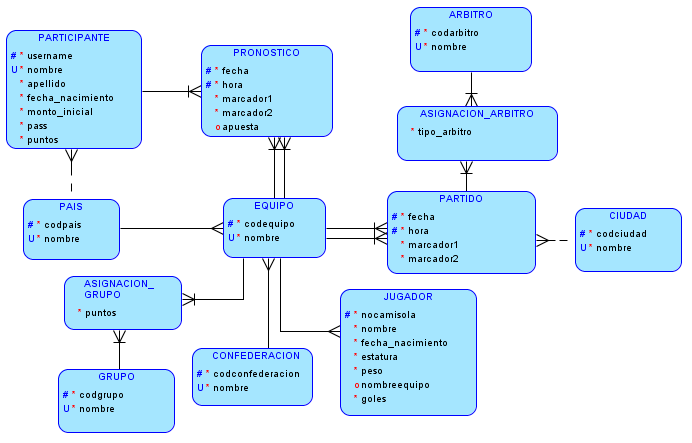 PARTICIPANTE
# * username
U * nombre
* apellido
* fecha_nacimiento
* monto_inicial
* pass
* puntos
PRONOSTICO
# * fecha
# * hora
* marcador1
* marcador2
o apuesta
ARBITRO
# * codarbitro
U * nombre
ASIGNACION_ARBITRO
* tipo_arbitro
PAIS
# * codpais
U * nombre
EQUIPO
# * codequipo
U * nombre
PARTIDO
# * fecha
# * hora
* marcador1
* marcador2
CIUDAD
# * codciudad
U * nombre
ASIGNACION_
GRUPO
* puntos
GRUPO
# * codgrupo
U * nombre
CONFEDERACION
# * codconfederacion
U * nombre
JUGADOR
# * nocamisola
* nombre
* fecha_nacimiento
* estatura
* peso
o nombreequipo
* goles